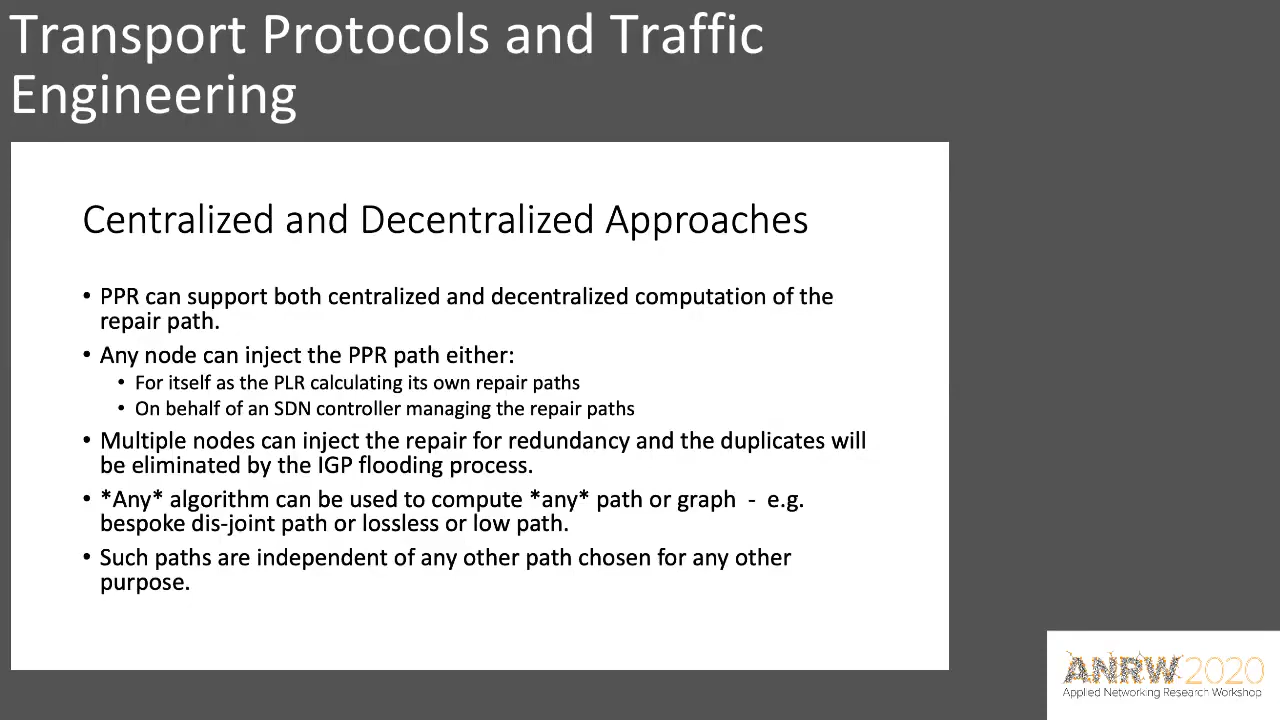 Transport Protocols and Traffic
Engineering
Centralized and Decentralized Approaches
• PPR can support both centralized and decentralized computation of the
repair path.
• Any node can inject the PPR path either:
• For itself as the PLR calculating its own repair paths
• On behalf of an SDN controller managing the repair paths
• Multiple nodes can inject the repair for redundancy and the duplicates will
be eliminated by the IGP flooding process.
• *Any* algorithm can be used to compute *any* path or graph - e.g.
bespoke dis-joint path or lossless or low path.
• Such paths are independent of any other path chosen for any other
purpose.
ANRW2020
Applied Networking Research Workshop